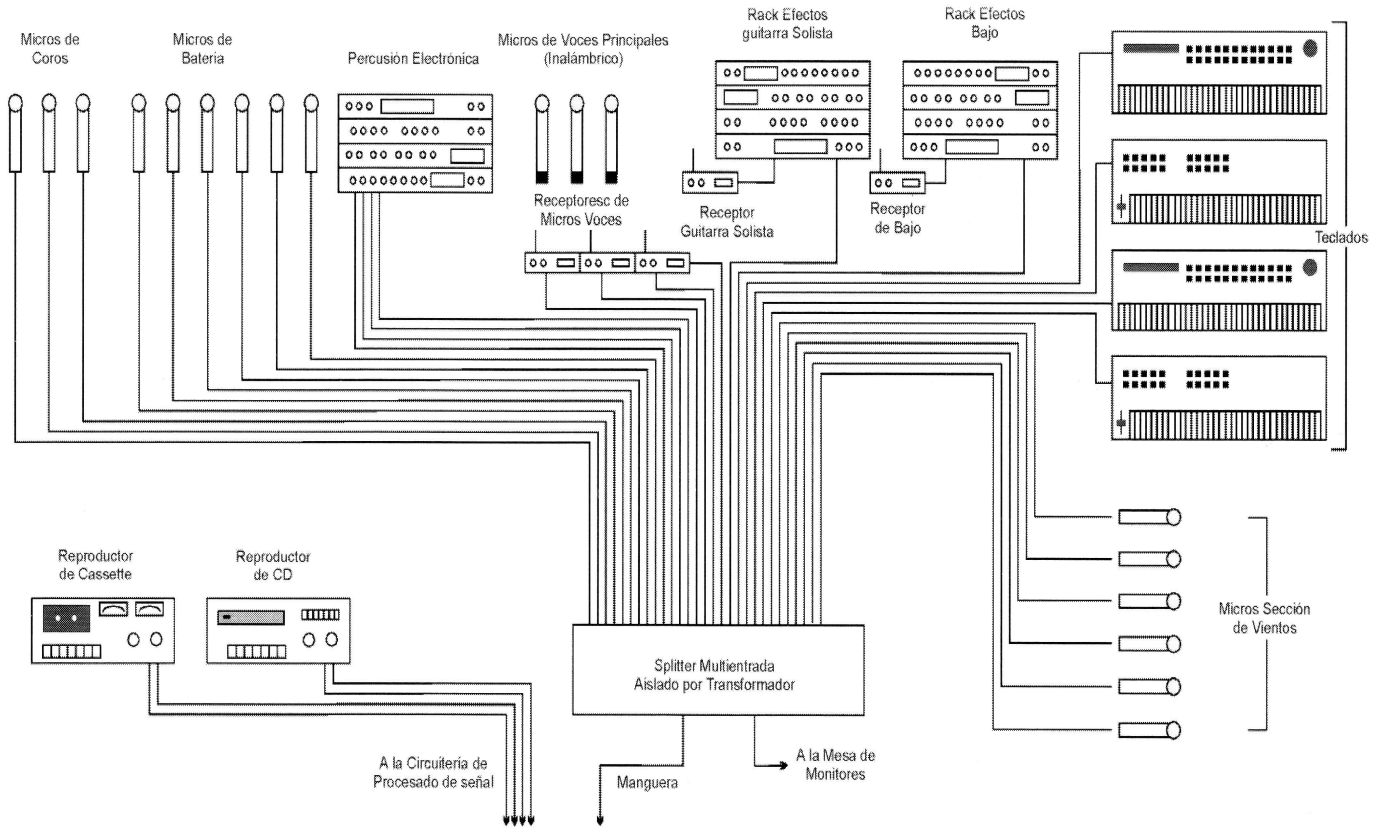 Micros de
Coros
Micros de
Bateria
Percusión Electrónica
Micros de Voces Principales
(Inalámbrico)
Rack Efectos
guitarra Solista
Rack Efectos
Bajo
Receptoresc de
Micros Voces
Receptor
Guitarra Solista
Receptor
de Bajo
Teclados
Reproductor
de Cassette
Reproductor
de CD
Splitter Multientrada
Aislado por Transformador
Micros Sección
de Vientos
A la Circuiteria de
Procesado de señal
Manguera
A la Mesa de
Monitores